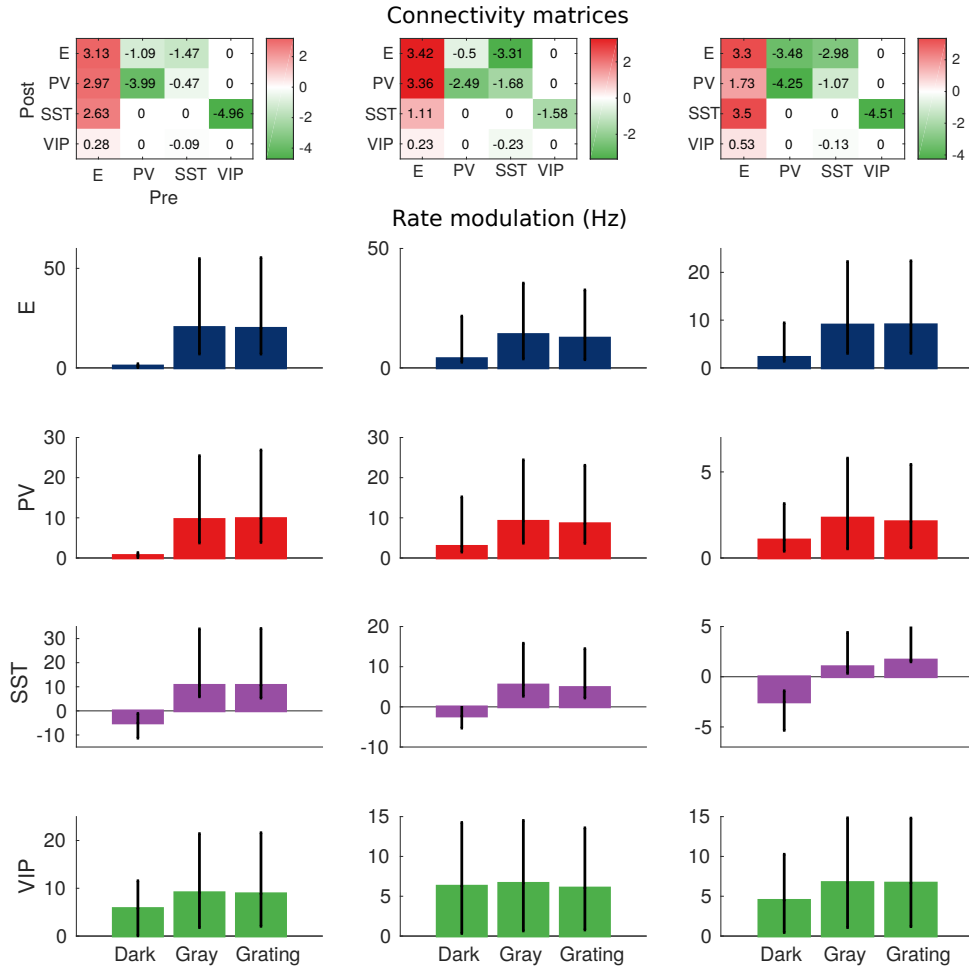 Connectivity matrices
E 3.13 -1.09 -1.47 0
PV 2.97 -3.99 -0.47 0
SST 2.63 0 0 -4.96
VIP 0.28 0 -0.09 0
E PV SST VIP
Post
Pre
2
0
-2
-4
3.42 -0.5 -3.31 0
3.36 -2.49 -1.68 0
1.11 0 0 -1.58
0.23 0 -0.23 0
E PV SST VIP
2
0
-2
3.3 -3.48 -2.98 0
1.73 -4.25 -1.07 0
3.5 0 0 -4.51
0.53 0 -0.13 0
E PV SST VIP
2
0
-2
-4
Rate modulation (Hz)
E
50
0
50
0
20
10
0
PV
30
20
10
0
30
20
10
0
5
0
SST
30
20
10
0
-10
20
10
0
-10
5
0
-5
VIP
20
10
0
15
10
5
0
15
10
5
0
Dark Gray Grating
Dark Gray Grating
Dark Gray Grating